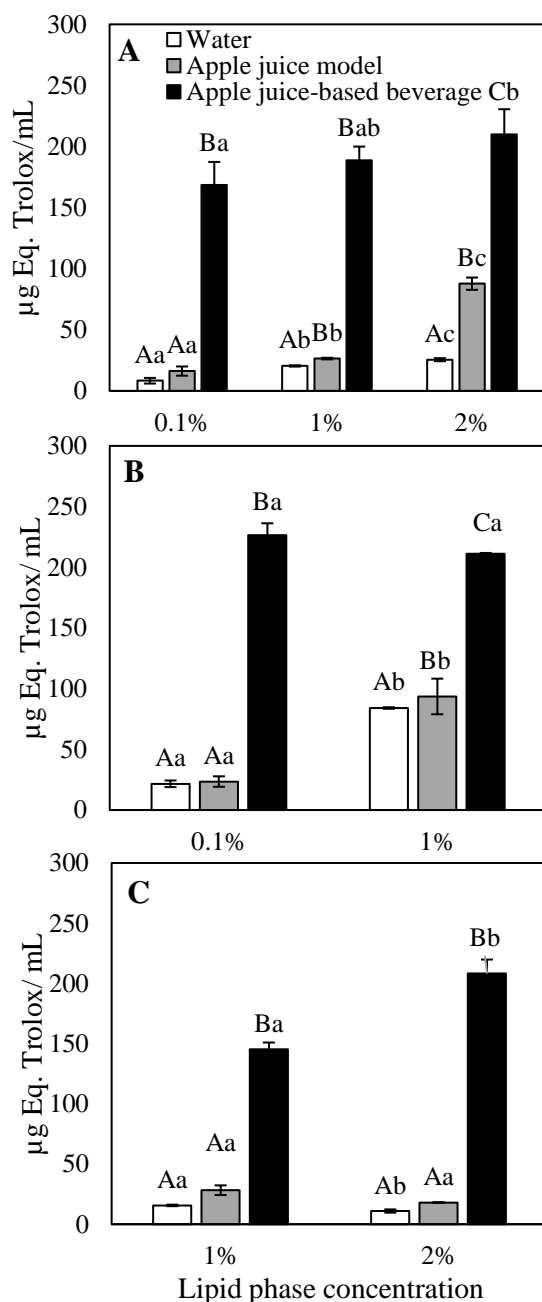 300
A
Water
Apple juice model
Apple juice-based beverage Cb
250
200
150
100
50
0
µg Eq. Trolox/mL
Aa Aa Ba
Ab Bb Bab
Ac Bc
0.1% 1% 2%
300
B
250
200
150
100
50
0
µg Eq. Trolox/ mL
Aa Aa Ba
Ab Bb Ca
0.1% 1%
300
C
250
200
150
100
50
0
µg Eq. Trolox/ mL
Aa Aa Ba
Ab Aa Bb
1% 2%
Lipid phase concentration